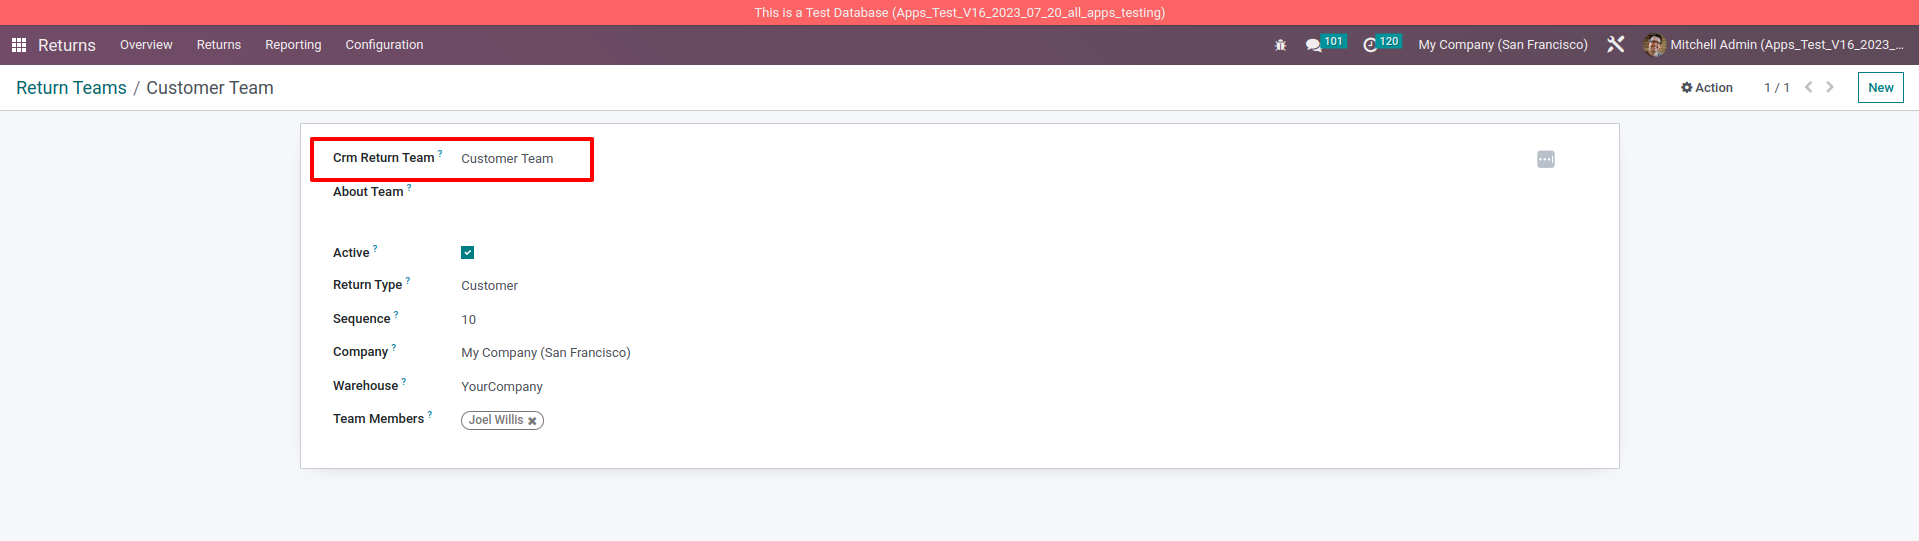 This is a Test Database (Apps_Test_V16_2023_07_20_all_apps_testing)
Returns Overview Returns Reporting Configuration 101 120 My Company (San Francisco) Mitchell Admin (Apps_Test_V16_2023_...
Return Teams / Customer Team Action 1 / 1 New
Crm Return Team ? Customer Team
About Team ?
Active ?
Return Type ? Customer
Sequence ? 10
Company ? My Company (San Francisco)
Warehouse ? YourCompany
Team Members ? Joel Willis